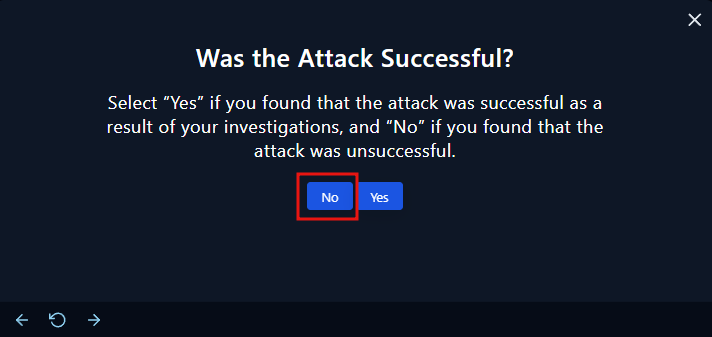 Was the Attack Successful?
Select “Yes” if you found that the attack was successful as a
result of your investigations, and “No” if you found that the
attack was unsuccessful.
No Yes